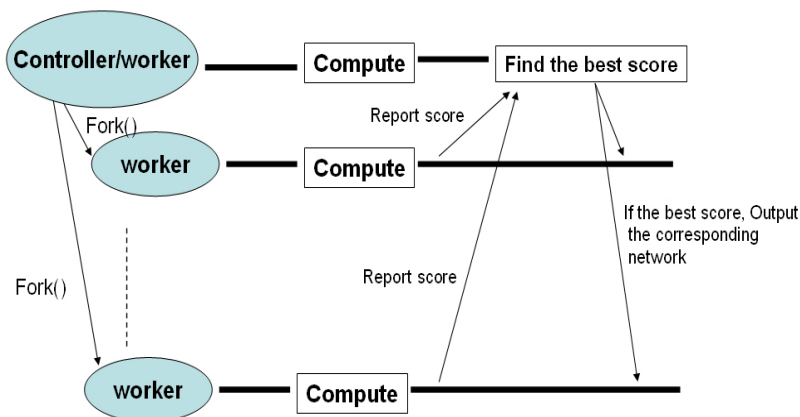 Controller/worker
Compute
Find the best score
Report score
Fork()
worker
Compute
If the best score, Output
the corresponding
network
Report score
Fork()
worker
Compute